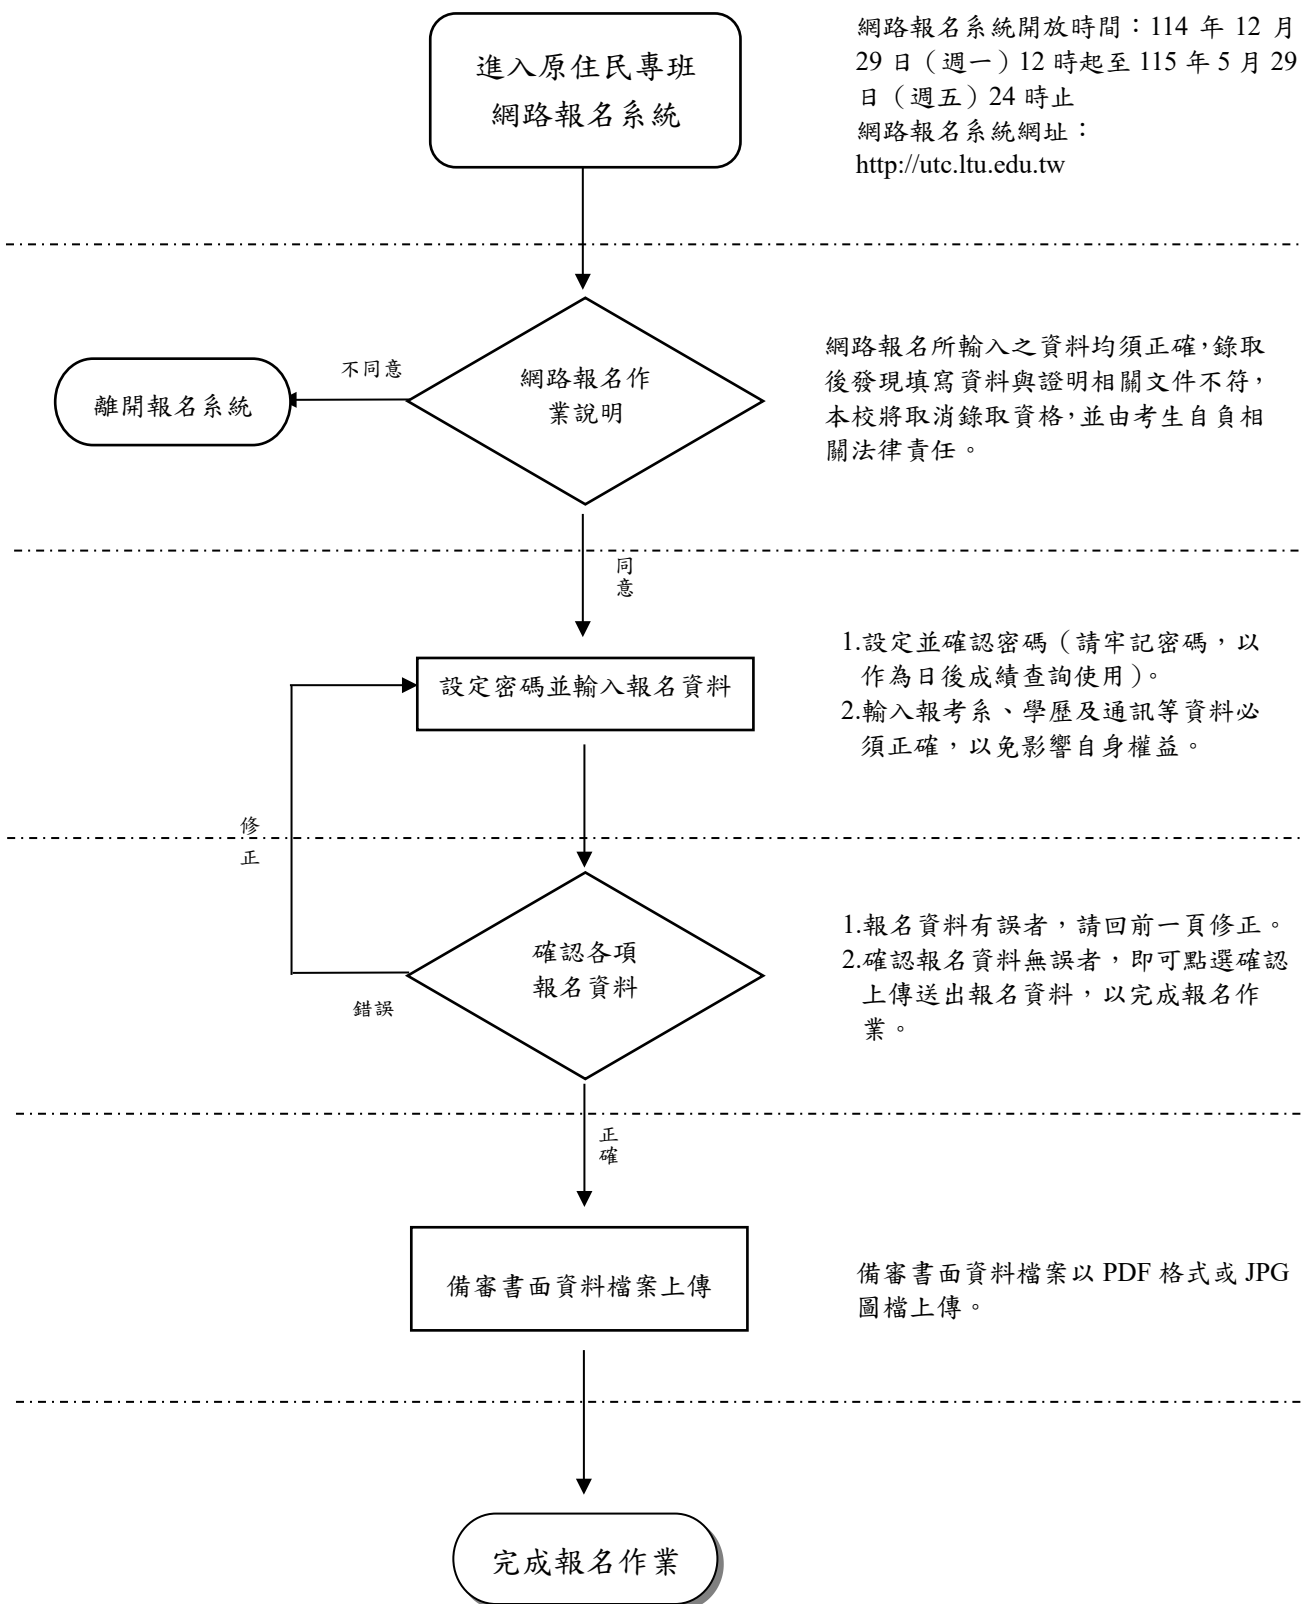 進入原住民專班
網路報名系統
網路報名系統開放時間：114 年 12 月
29 日（週一）12 時起至 115 年 5 月 29
日（週五）24 時止
網路報名系統網址：
http://utc.ltu.edu.tw
離開報名系統
不同意
網路報名作
業說明
網路報名所輸入之資料均須正確，錄取
後發現填寫資料與證明相關文件不符，
本校將取消錄取資格，並由考生自負相
關法律責任。
同
意
設定密碼並輸入報名資料
1.設定並確認密碼（請牢記密碼，以
作為日後成績查詢使用）。
2.輸入報考系、學歷及通訊等資料必
須正確，以免影響自身權益。
修
正
確認各項
報名資料
錯誤
1.報名資料有誤者，請回前一頁修正。
2.確認報名資料無誤者，即可點選確認
上傳送出報名資料，以完成報名作
業。
正
確
備審書面資料檔案上傳
備審書面資料檔案以 PDF 格式或 JPG
圖檔上傳。
完成報名作業